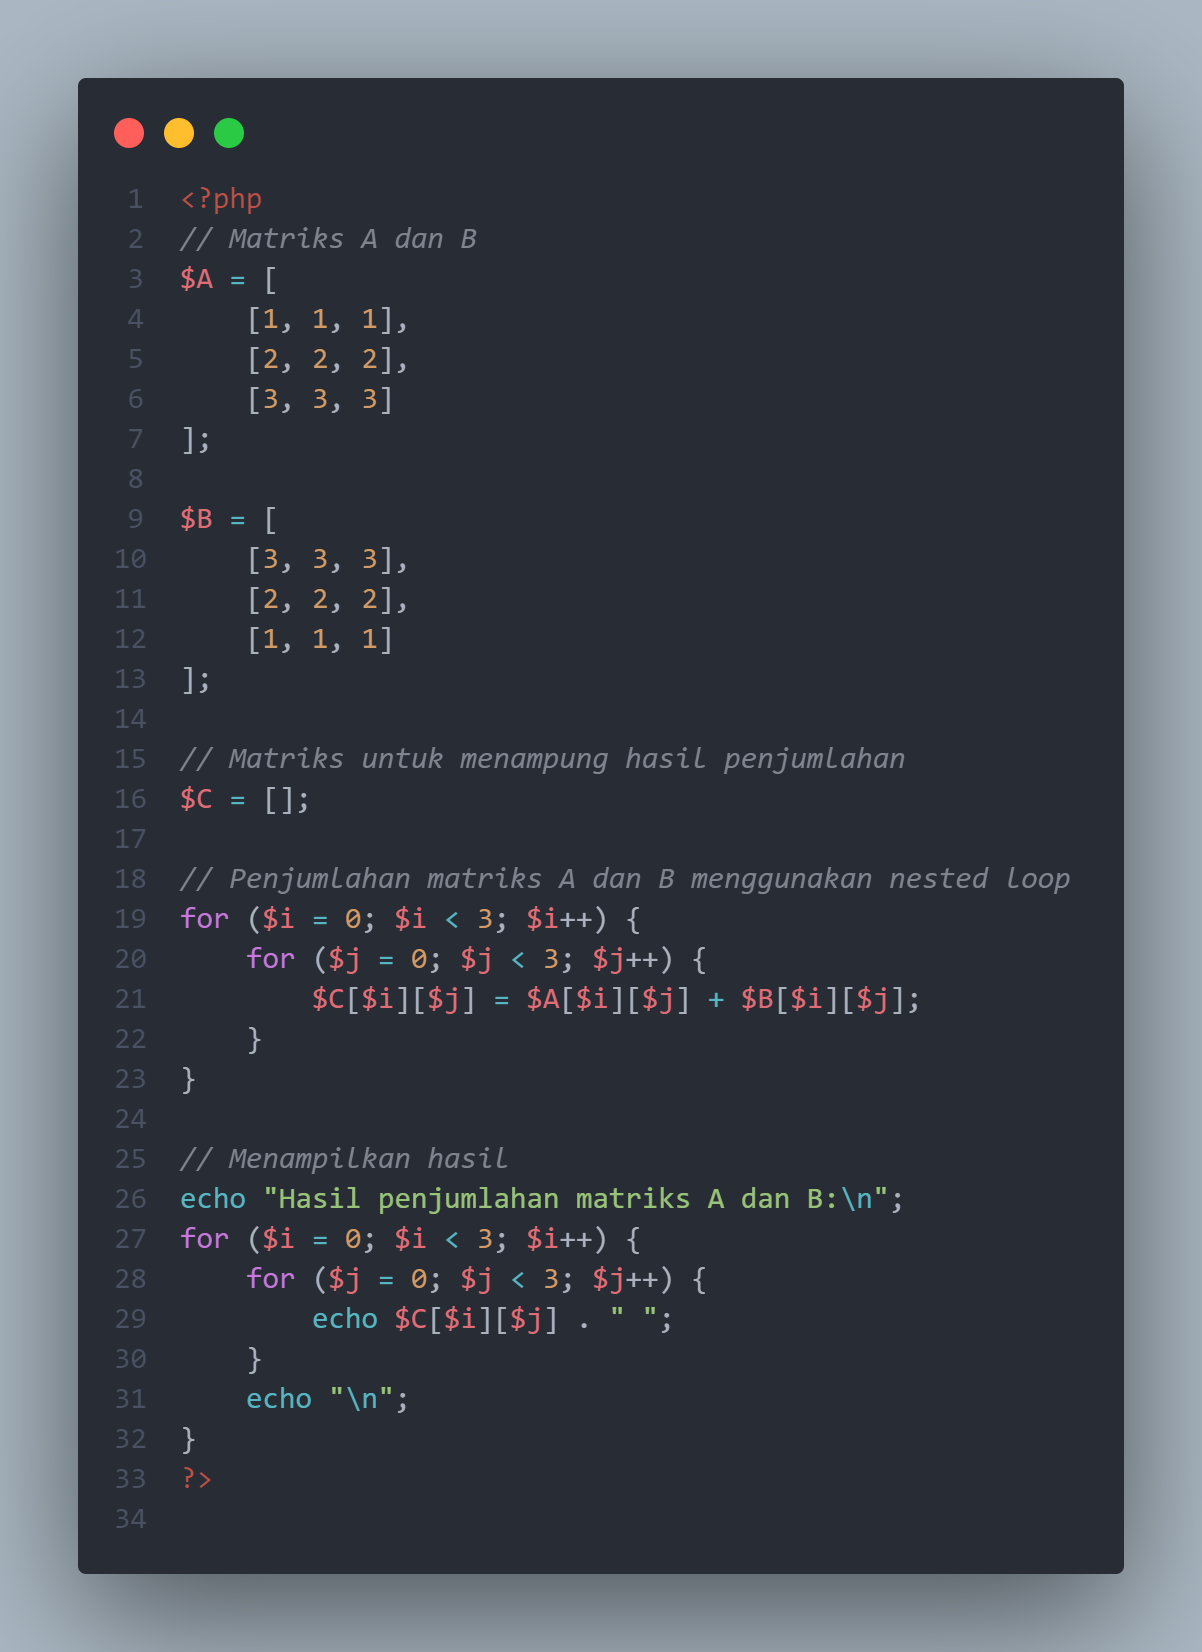 1 <?php
2 // Matriks A dan B
3 $A = [
4     [1, 1, 1],
5     [2, 2, 2],
6     [3, 3, 3]
7 ];
8
9 $B = [
10     [3, 3, 3],
11     [2, 2, 2],
12     [1, 1, 1]
13 ];
14
15 // Matriks untuk menampung hasil penjumlahan
16 $C = [];
17
18 // Penjumlahan matriks A dan B menggunakan nested loop
19 for ($i = 0; $i < 3; $i++) {
20     for ($j = 0; $j < 3; $j++) {
21         $C[$i][$j] = $A[$i][$j] + $B[$i][$j];
22     }
23 }
24
25 // Menampilkan hasil
26 echo "Hasil penjumlahan matriks A dan B:\n";
27 for ($i = 0; $i < 3; $i++) {
28     for ($j = 0; $j < 3; $j++) {
29         echo $C[$i][$j] . " ";
30     }
31     echo "\n";
32 }
33 ?>
34